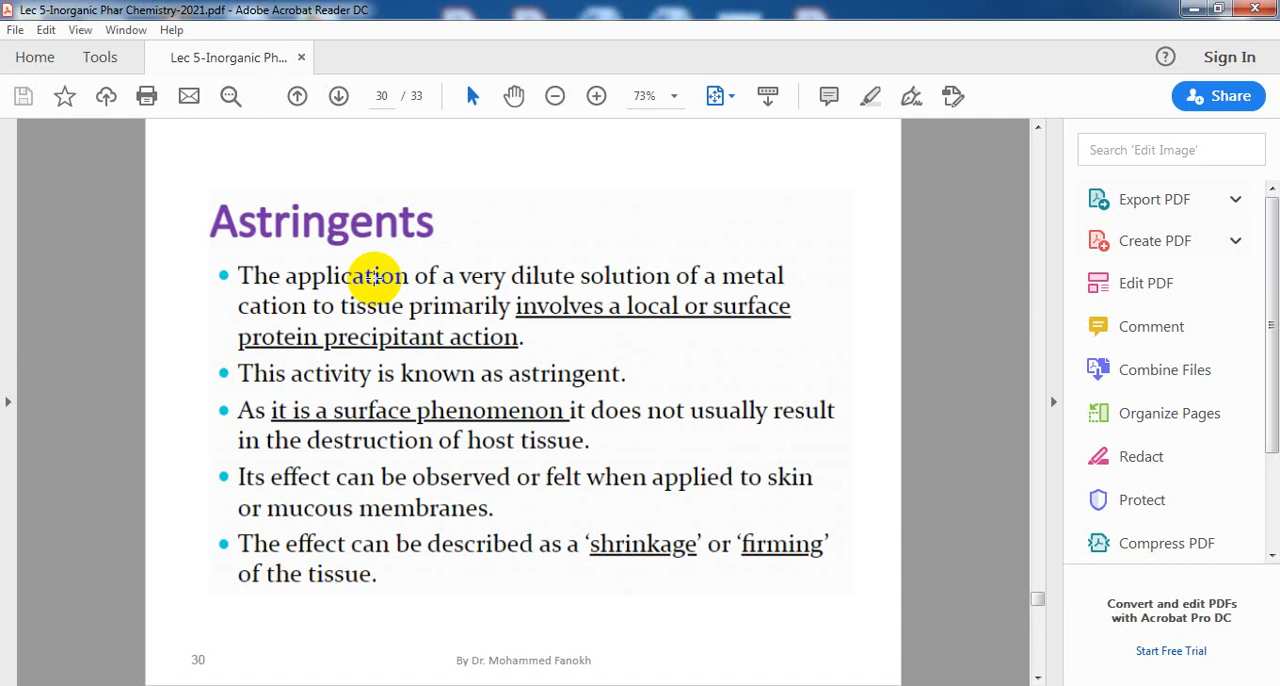 Lec 5-Inorganic Phar Chemistry-2021.pdf - Adobe Acrobat Reader DC
File Edit View Window Help
Home Tools Lec 5-Inorganic Ph... × Sign In
30 / 33 73% Share
Search 'Edit Image'
Export PDF
Create PDF
Edit PDF
Comment
Combine Files
Organize Pages
Redact
Protect
Compress PDF
Convert and edit PDFs
with Acrobat Pro DC
Start Free Trial
Astringents
• The application of a very dilute solution of a metal
cation to tissue primarily involves a local or surface
protein precipitant action.
• This activity is known as astringent.
• As it is a surface phenomenon it does not usually result
in the destruction of host tissue.
• Its effect can be observed or felt when applied to skin
or mucous membranes.
• The effect can be described as a ‘shrinkage’ or ‘firming’
of the tissue.
30 By Dr. Mohammed Fanokh